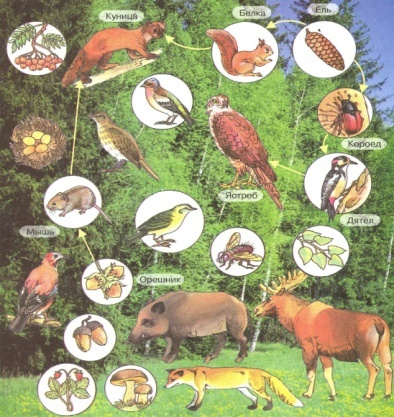 Куница
Белка
Ель
Короед
Ястреб
Дятел
Мышь
Орешник